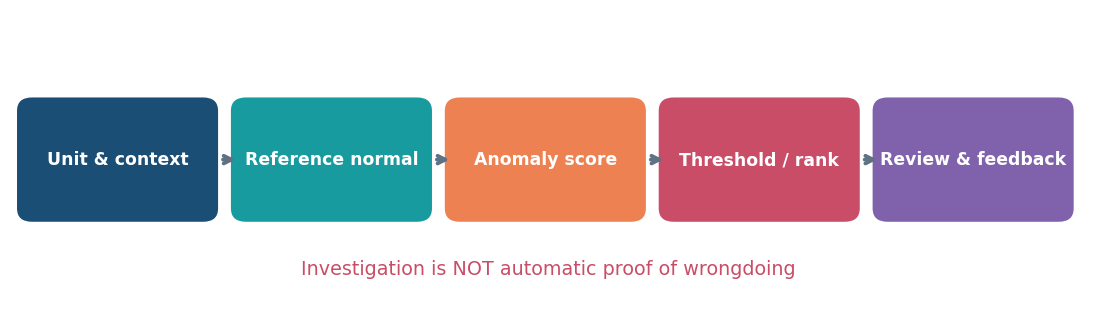 Unit & context
Reference normal
Anomaly score
Threshold / rank
Review & feedback
Investigation is NOT automatic proof of wrongdoing